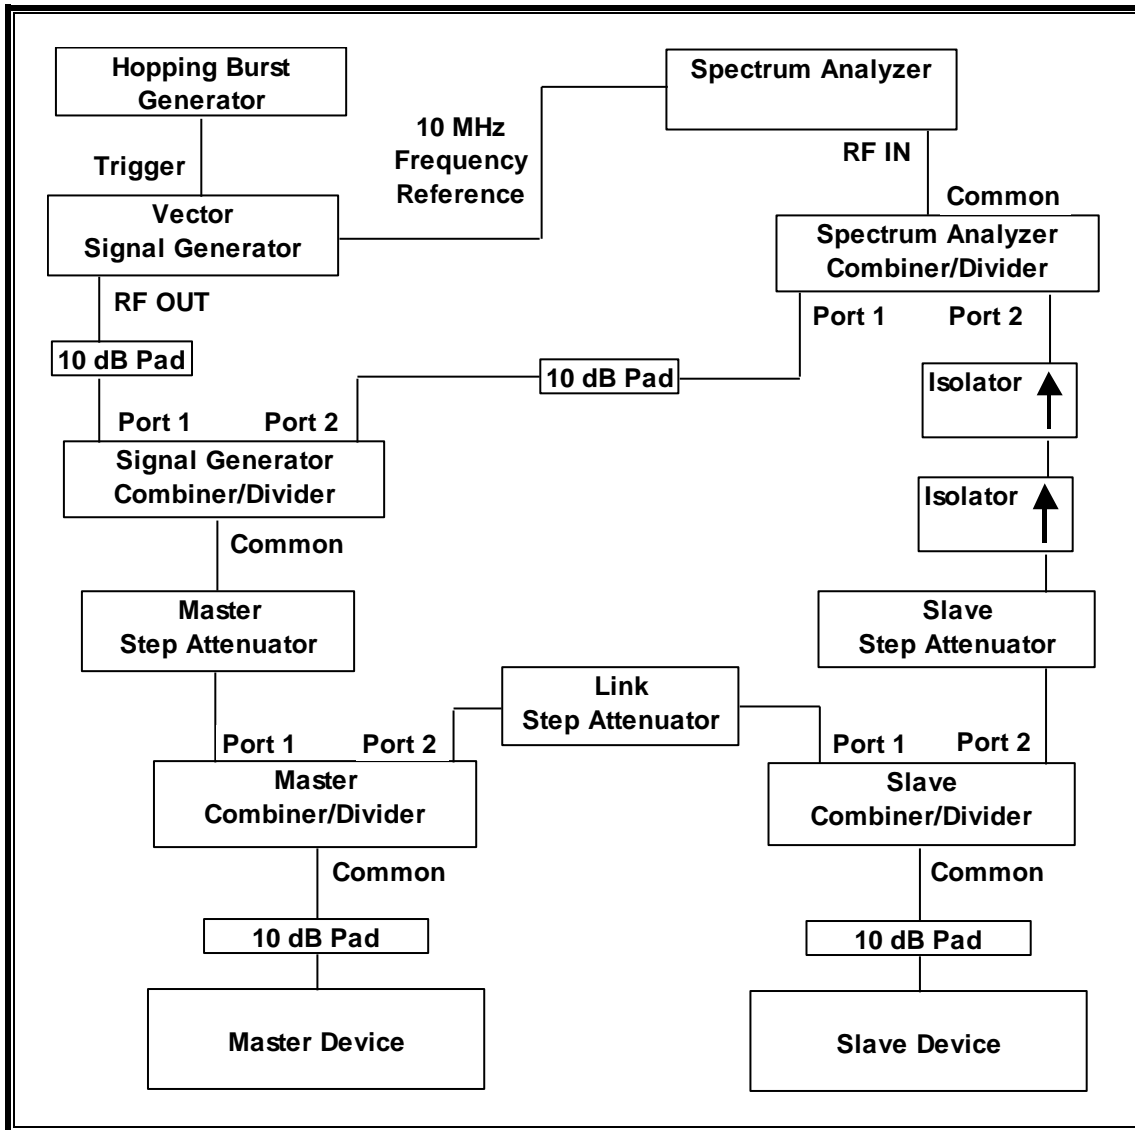 Hopping Burst
Generator
Spectrum Analyzer
10 MHz
Frequency
Reference
Trigger
RF IN
Common
Vector
Signal Generator
Spectrum Analyzer
Combiner/Divider
RF OUT
Port 1
Port 2
10 dB Pad
10 dB Pad
Isolator
Port 1
Port 2
Signal Generator
Combiner/Divider
Isolator
Common
Master
Step Attenuator
Slave
Step Attenuator
Link
Step Attenuator
Port 1
Port 2
Port 1
Port 2
Master
Combiner/Divider
Slave
Combiner/Divider
Common
Common
10 dB Pad
10 dB Pad
Master Device
Slave Device